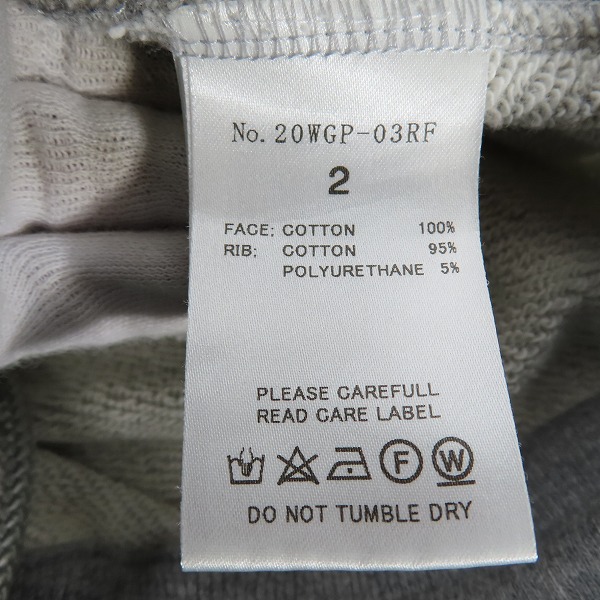 No. 20WGP-03RF
2
FACE: COTTON 100%
RIB: COTTON 95%
POLYURETHANE 5%
PLEASE CAREFULL
READ CARE LABEL
F W
DO NOT TUMBLE DRY